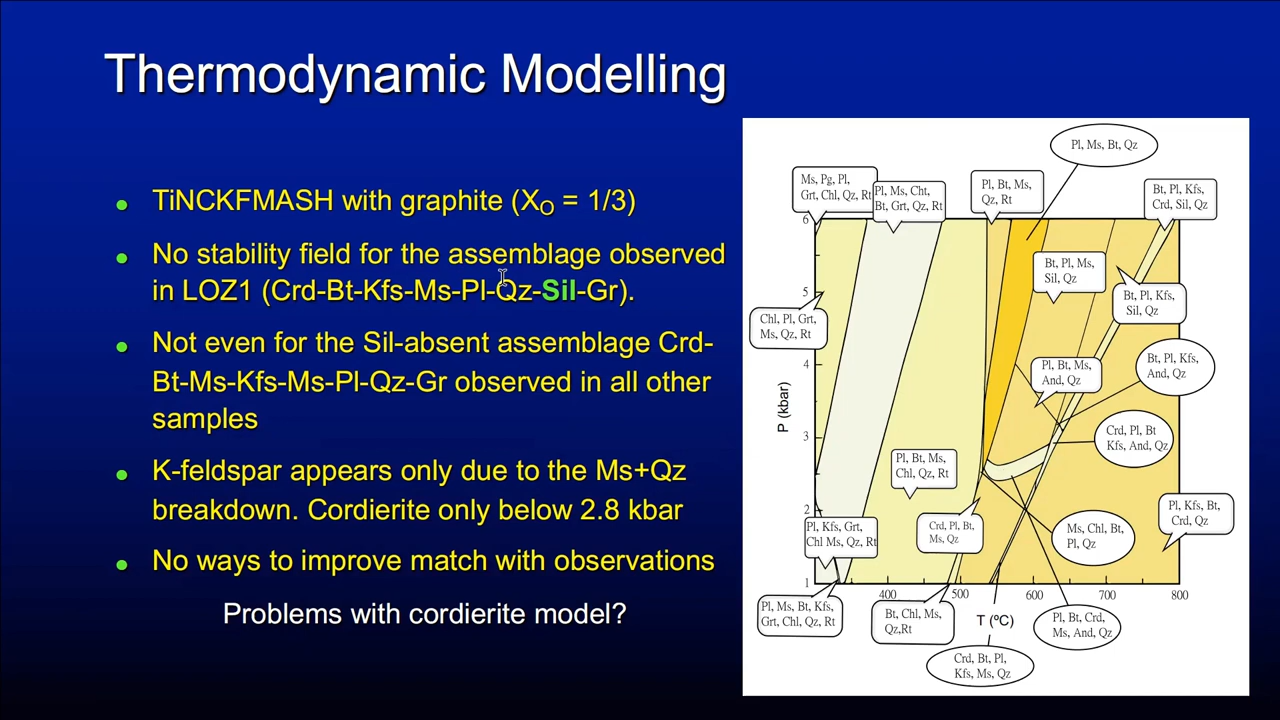 Thermodynamic Modelling
TiNCKFMASH with graphite (XO = 1/3)
No stability field for the assemblage observed
in LOZ1 (Crd-Bt-Kfs-Ms-Pl-Qz-Sil-Gr).
Not even for the Sil-absent assemblage Crd-
Bt-Ms-Kfs-Ms-Pl-Qz-Gr observed in all other
samples
K-feldspar appears only due to the Ms+Qz
breakdown. Cordierite only below 2.8 kbar
No ways to improve match with observations
Problems with cordierite model?
Pl, Ms, Bt, Qz
Ms, Pg, Pl,
Grt, Chl, Qz, Rt
Pl, Ms, Cht,
Bt, Grt, Qz, Rt
Pl, Bt, Ms,
Qz, Rt
Bt, Pl, Kfs,
Crd, Sil, Qz
6
Bt, Pl, Ms,
Sil, Qz
5
Bt, Pl, Kfs,
Sil, Qz
Chl, Pl, Grt,
Ms, Qz, Rt
4
Pl, Bt, Ms,
And, Qz
Bt, Pl, Kfs,
And, Qz
P (kbar)
3
Crd, Pl, Bt
Kfs, And, Qz
Pl, Bt, Ms,
Chl, Qz, Rt
2
Pl, Kfs, Bt,
Crd, Qz
Pl, Kfs, Grt,
Chl Ms, Qz, Rt
Crd, Pl, Bt,
Ms, Qz
Ms, Chl, Bt,
Pl, Qz
1
400
500
600
700
800
Pl, Ms, Bt, Kfs,
Grt, Chl, Qz, Rt
Bt, Chl, Ms,
Qz,Rt
T (ºC)
Pl, Bt, Crd,
Ms, And, Qz
Crd, Bt, Pl,
Kfs, Ms, Qz